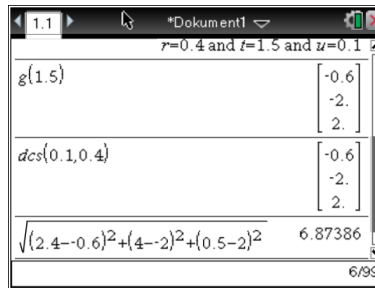 1.1 *Dokument1
r=0.4 and t=1.5 and u=0.1
g(1.5) [-0.6
-2.
2.]
dcs(0.1,0.4) [-0.6
-2.
2.]
√((2.4--0.6)²+(4--2)²+(0.5-2)²) 6.87386
6/99